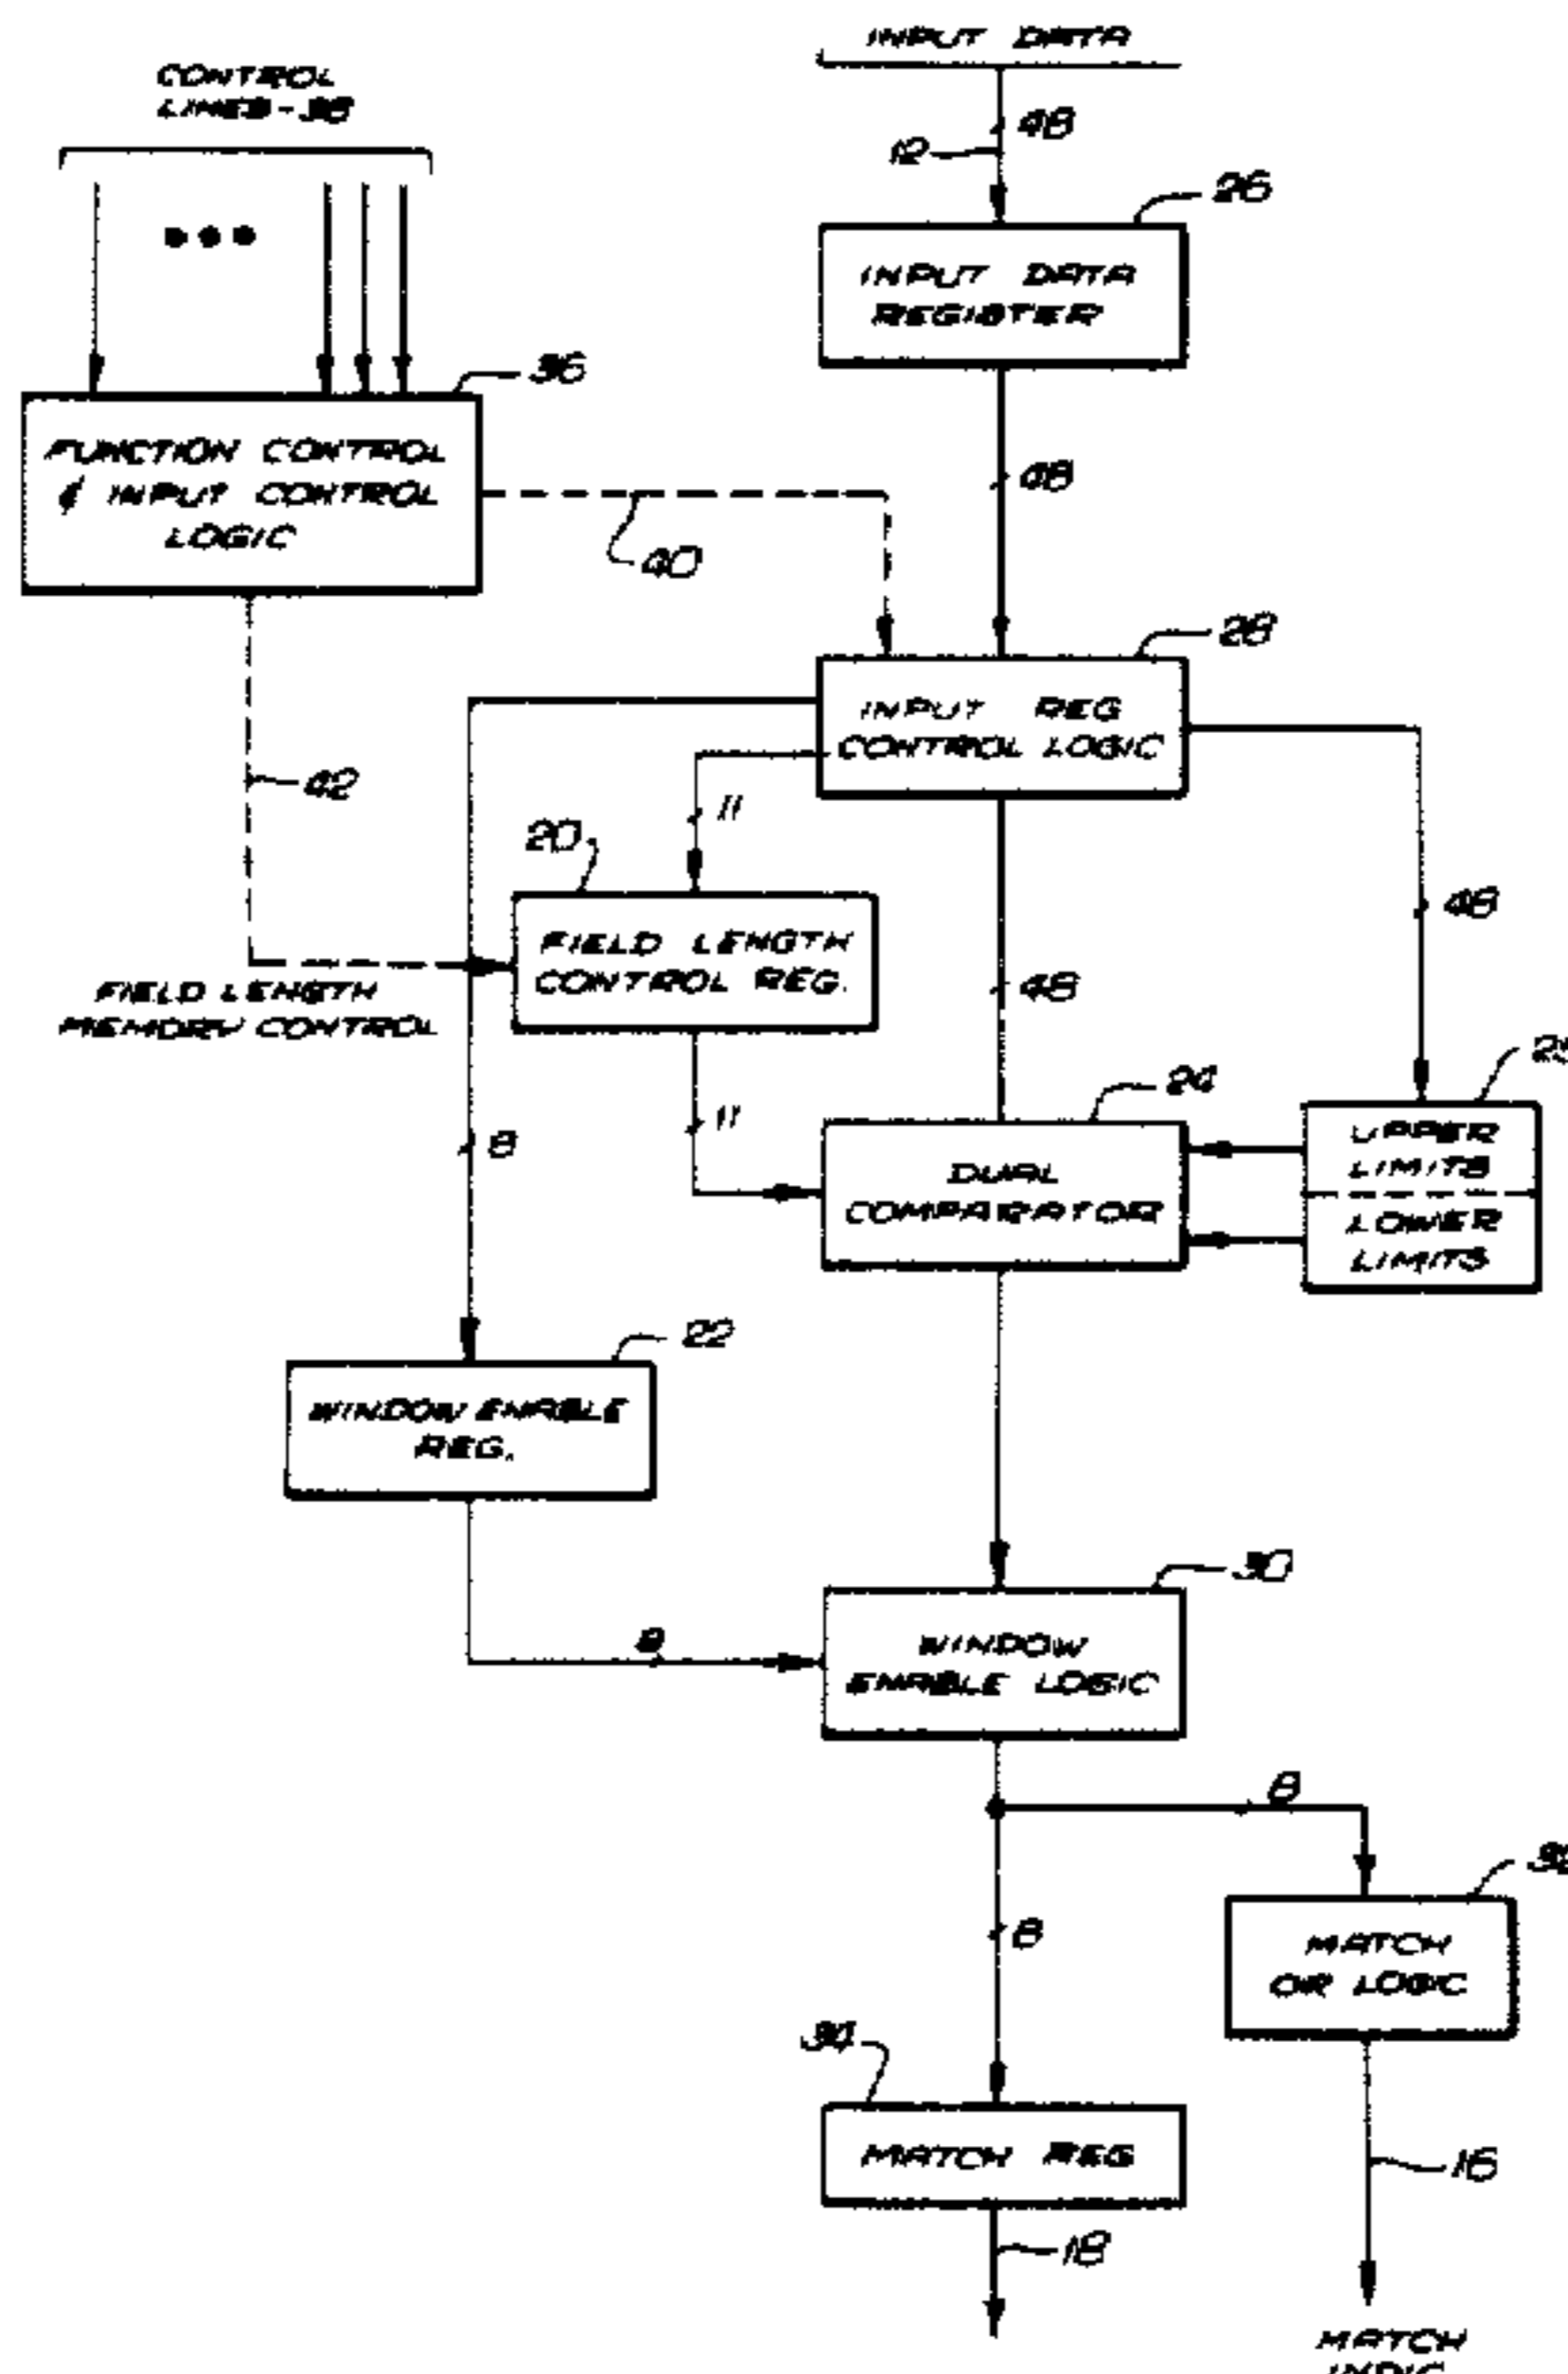 INPUT DATA
CONTROL
LINES-38
48
12
26
INPUT DATA
REGISTER
36
FUNCTION CONTROL
& INPUT CONTROL
LOGIC
48
40
28
INPUT REG
CONTROL LOGIC
42
11
20
48
FIELD LENGTH
CONTROL REG.
48
FIELD LENGTH
MEMORY CONTROL
24
11
8
UPPER
LIMITS
DUAL
COMPARATOR
LOWER
LIMITS
22
WINDOW ENABLE
REG.
30
8
WINDOW
ENABLE LOGIC
8
8
MATCH
OR LOGIC
34
MATCH REG
16
18
MATCH
INDIC